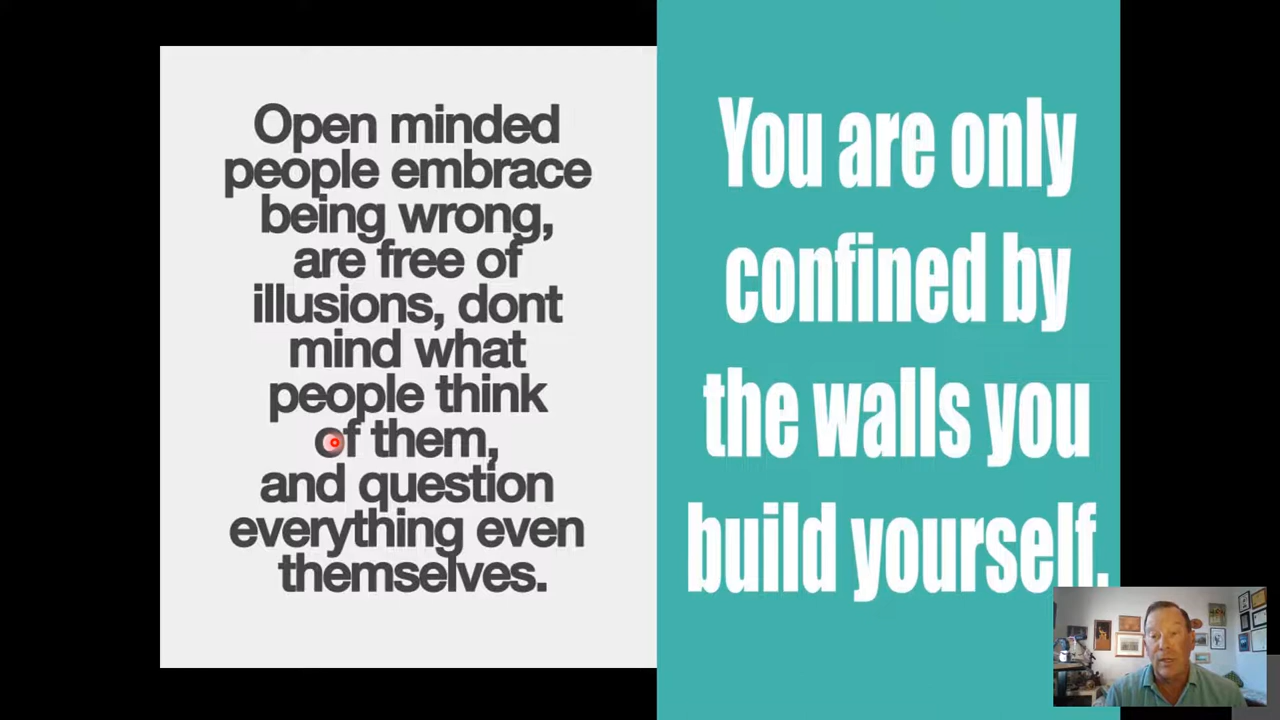 Open minded
people embrace
being wrong,
are free of
illusions, dont
mind what
people think
of them,
and question
everything even
themselves.
You are only
confined by
the walls you
build yourself.